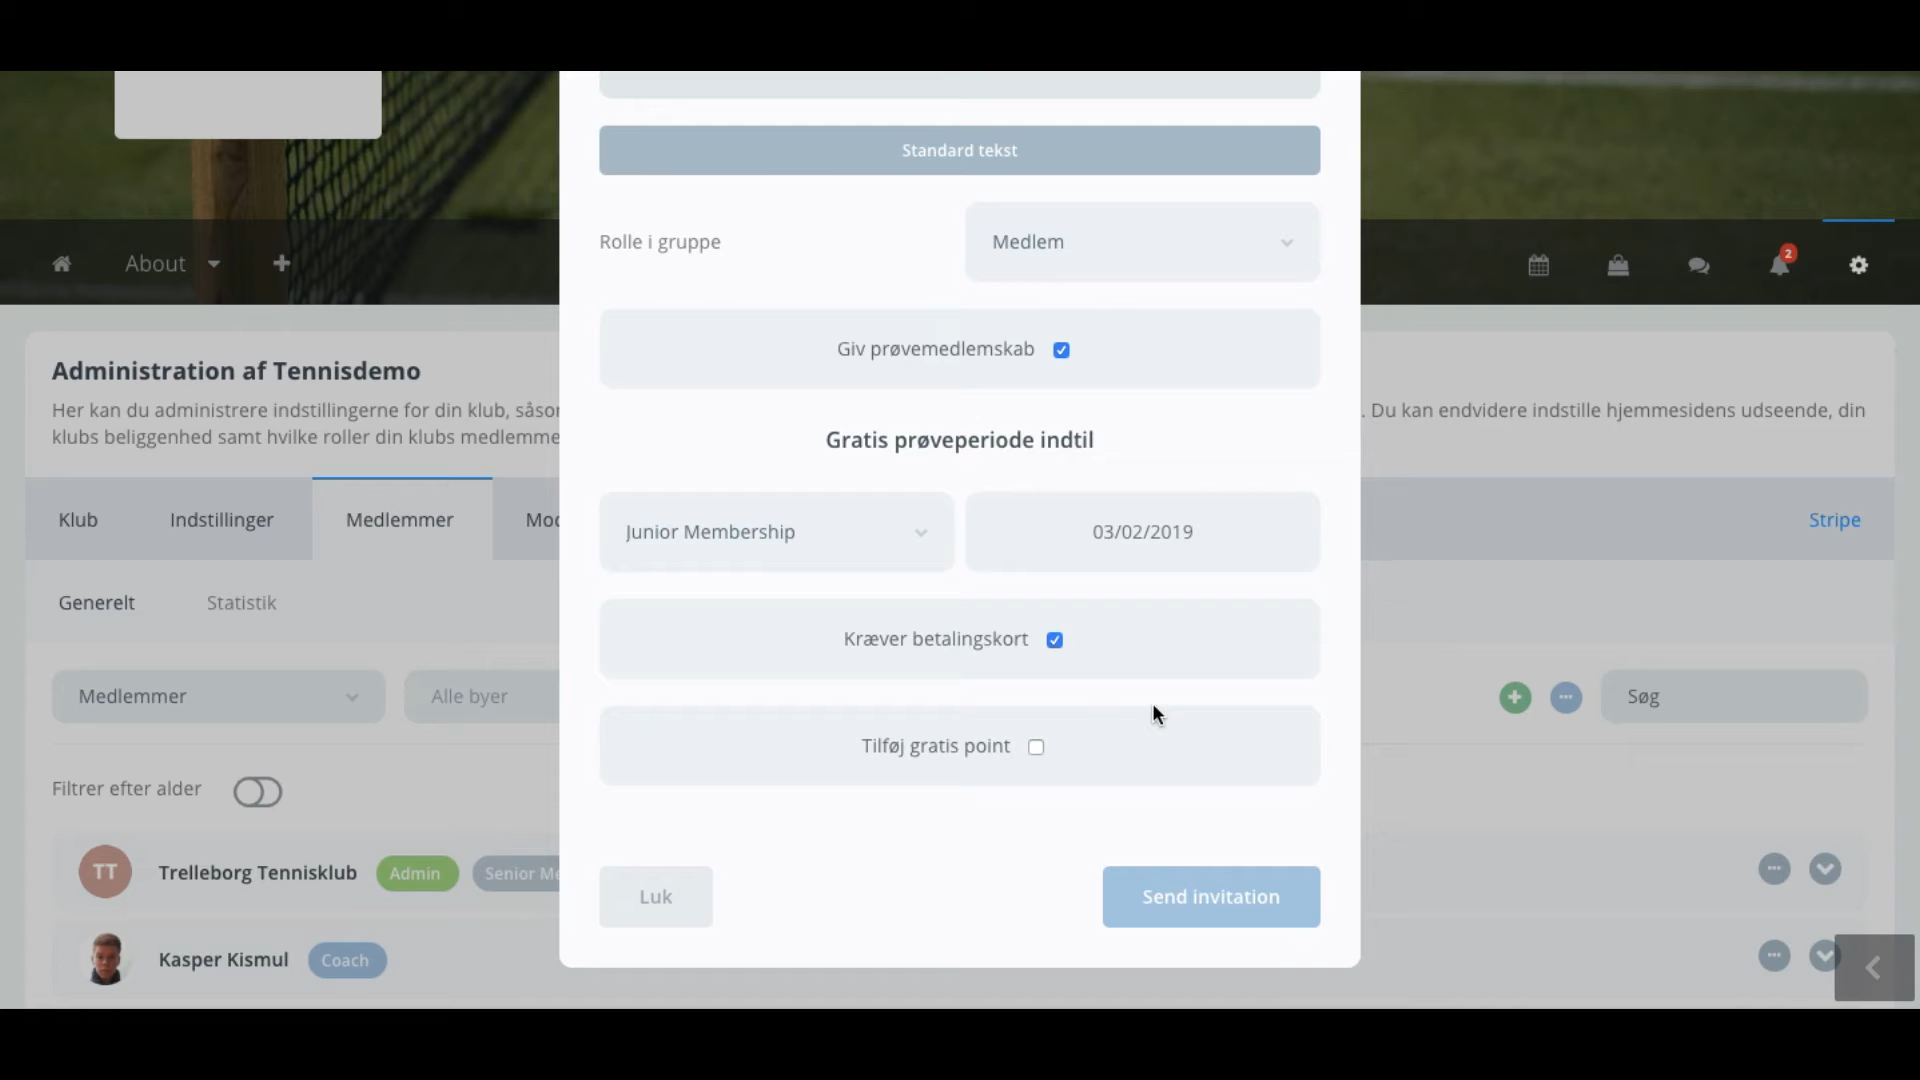 Standard tekst
Rolle i gruppe
Medlem
About
2
Giv prøvemedlemskab
Administration af Tennisdemo
Her kan du administrere indstillingerne for din klub, . Du kan endvidere indstille hjemmesidens udseende, din
klubs beliggenhed samt hvilke roller din klubs
Gratis prøveperiode indtil
Klub
Indstillinger
Medlemmer
Stripe
Junior Membership
03/02/2019
Generelt
Statistik
Kræver betalingskort
Medlemmer
Alle byer
Søg
Tilføj gratis point
Filtrer efter alder
TT
Trelleborg Tennisklub
Admin
Senior
Luk
Send invitation
Kasper Kismul
Coach